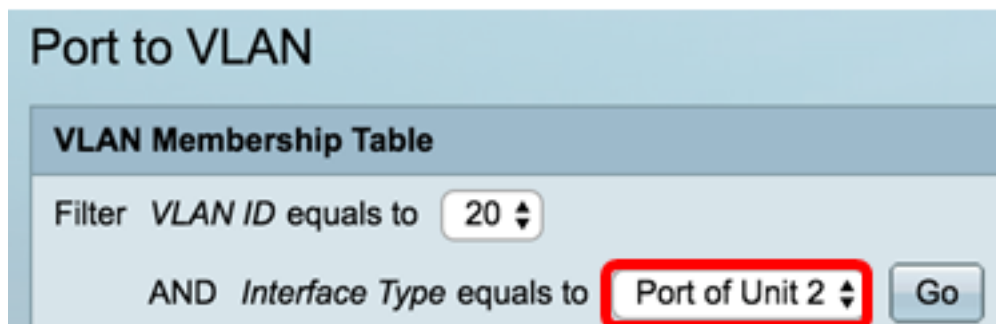 Port to VLAN
VLAN Membership Table
Filter VLAN ID equals to 20
AND Interface Type equals to Port of Unit 2 Go